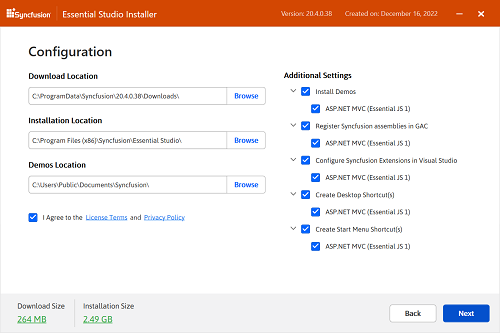 Syncfusion Essential Studio Installer Version: 20.4.0.38 Created on: December 16, 2022
Configuration
Download Location
C:\ProgramData\Syncfusion\20.4.0.38\Downloads\ Browse
Installation Location
C:\Program Files (x86)\Syncfusion\Essential Studio\ Browse
Demos Location
C:\Users\Public\Documents\Syncfusion\ Browse
I Agree to the License Terms and Privacy Policy
Additional Settings
Install Demos
ASP.NET MVC (Essential JS 1)
Register Syncfusion assemblies in GAC
ASP.NET MVC (Essential JS 1)
Configure Syncfusion Extensions in Visual Studio
ASP.NET MVC (Essential JS 1)
Create Desktop Shortcut(s)
ASP.NET MVC (Essential JS 1)
Create Start Menu Shortcut(s)
ASP.NET MVC (Essential JS 1)
Download Size Installation Size
264 MB 2.49 GB
Back Next